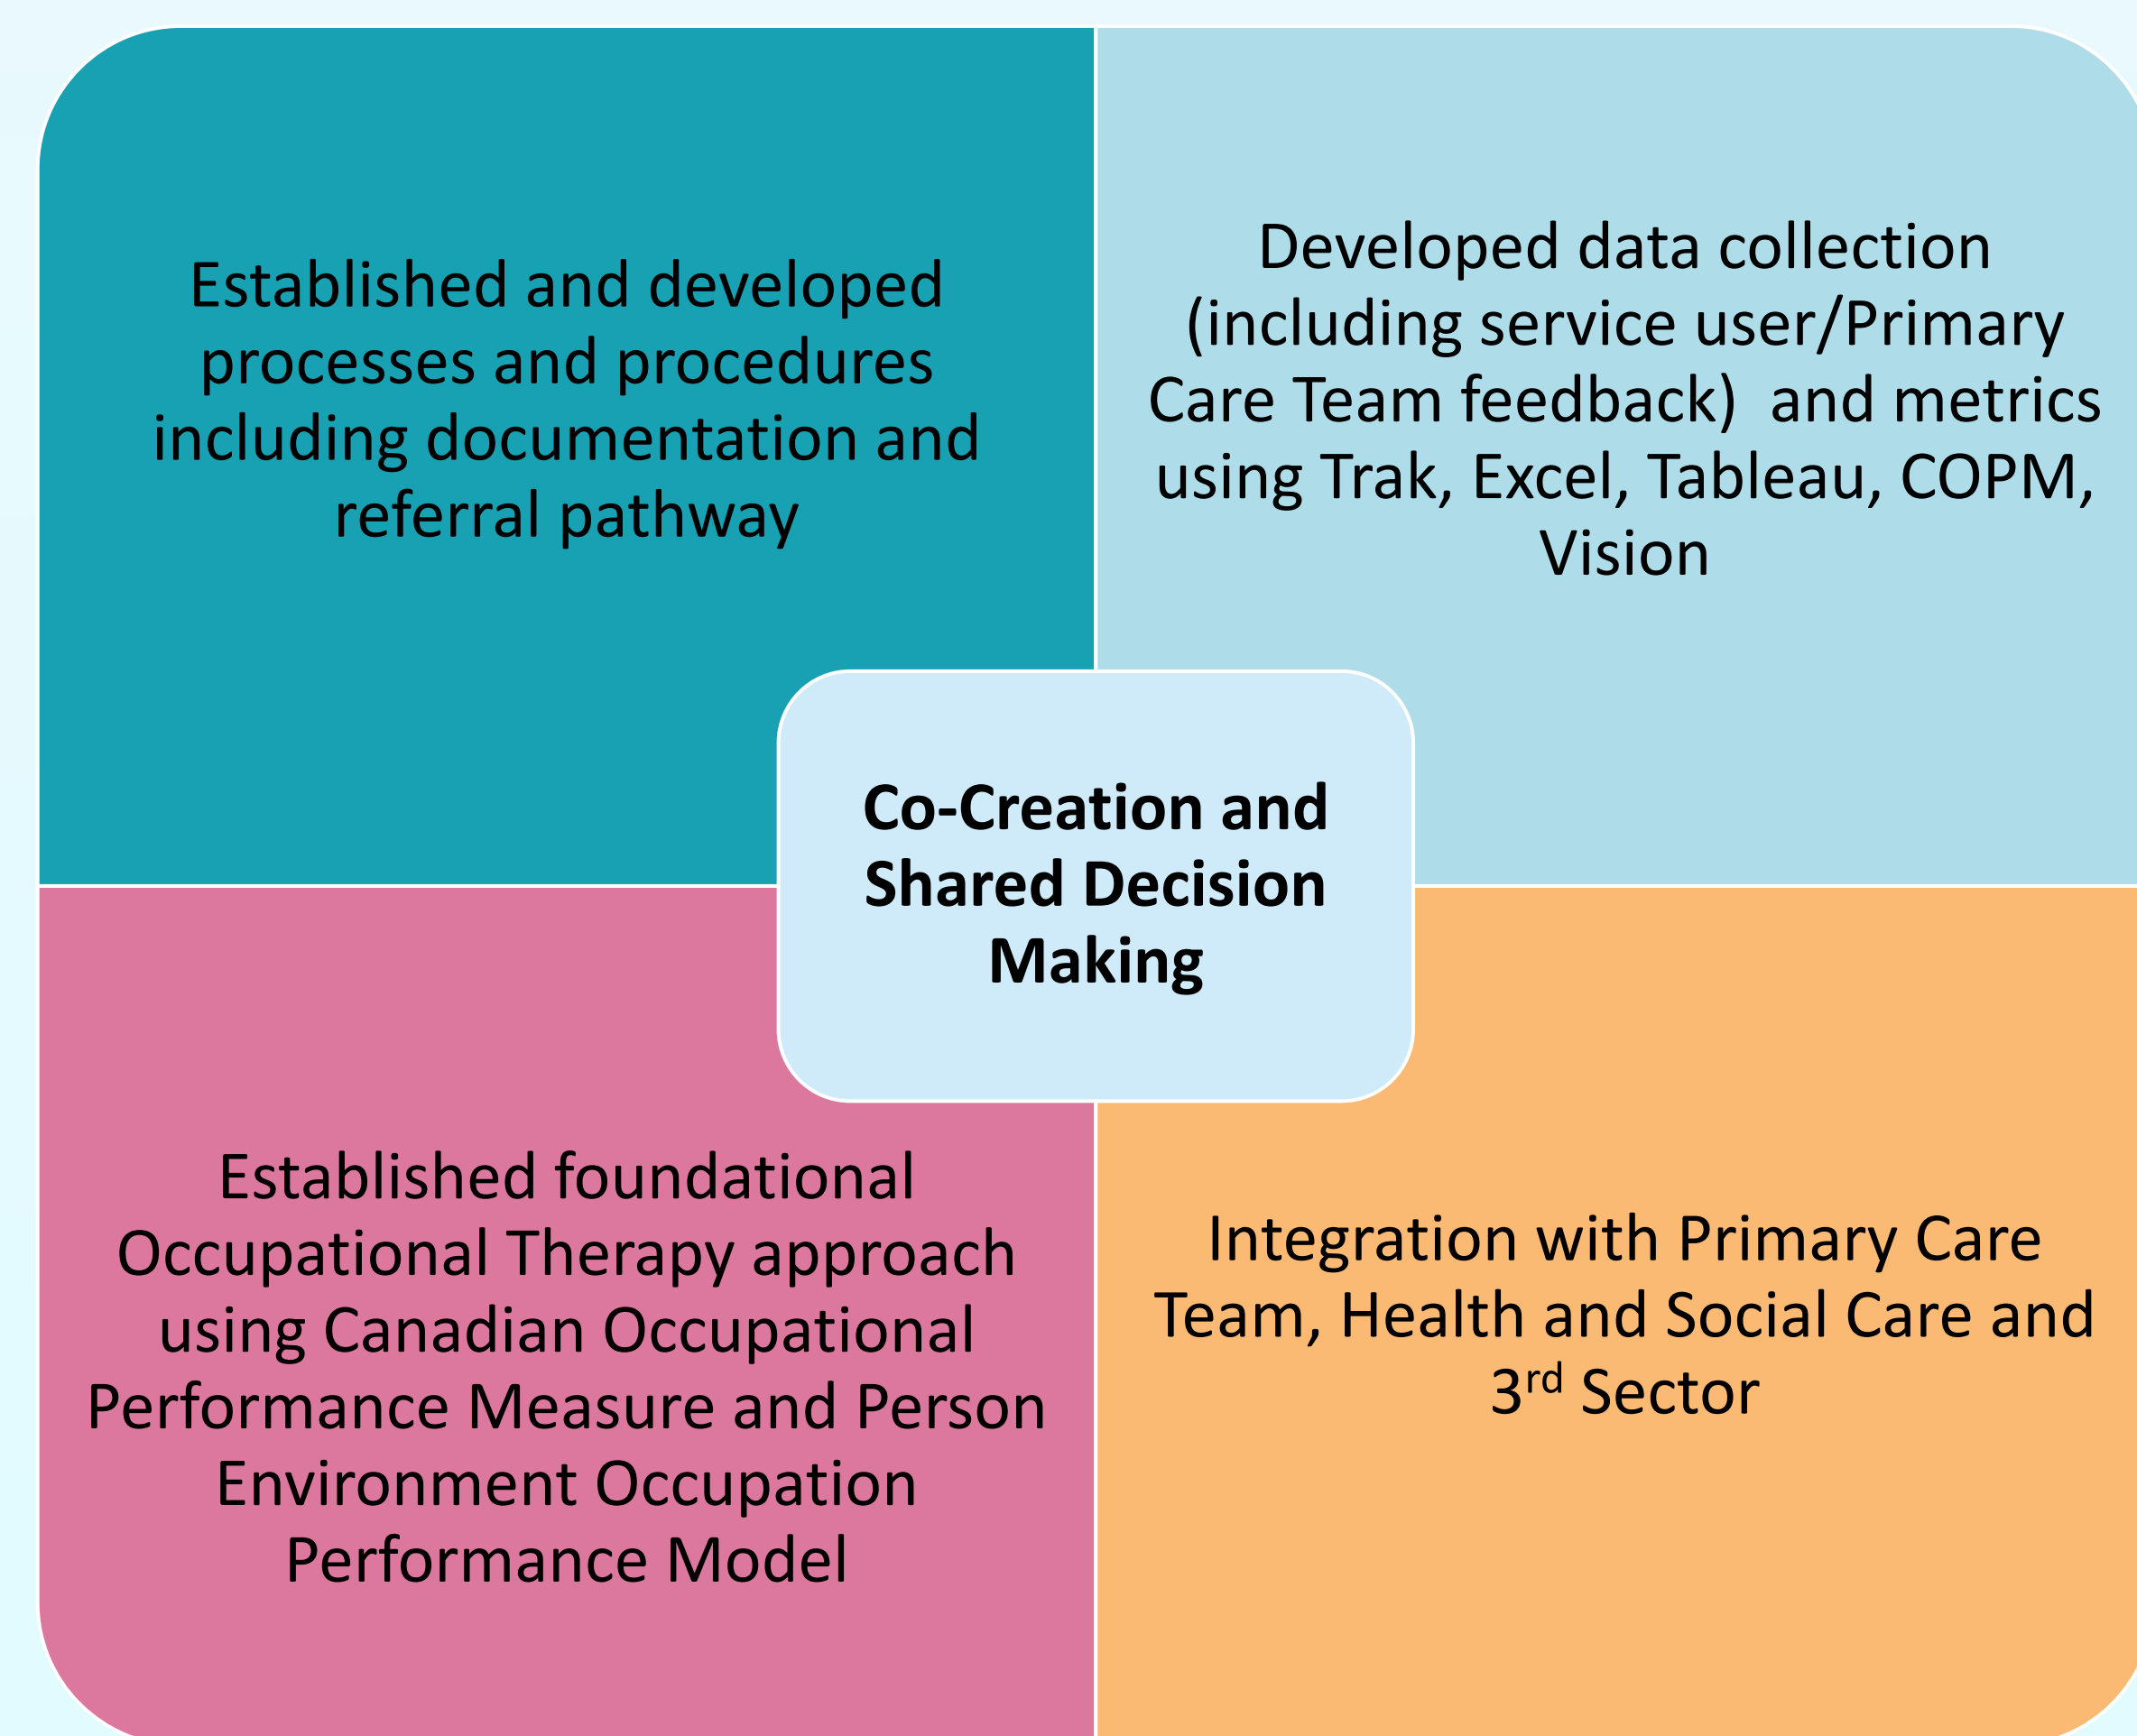 Established and developed
processes and procedures
including documentation and
referral pathway
Developed data collection
(including service user/Primary
Care Team feedback)  and metrics
using Trak, Excel, Tableau, COPM,
Vision
Co-Creation and
Shared Decision
Making
Established foundational
Occupational Therapy approach
using Canadian Occupational
Performance Measure and Person
Environment Occupation
Performance Model
Integration with Primary Care
Team, Health and Social Care and
3rd Sector